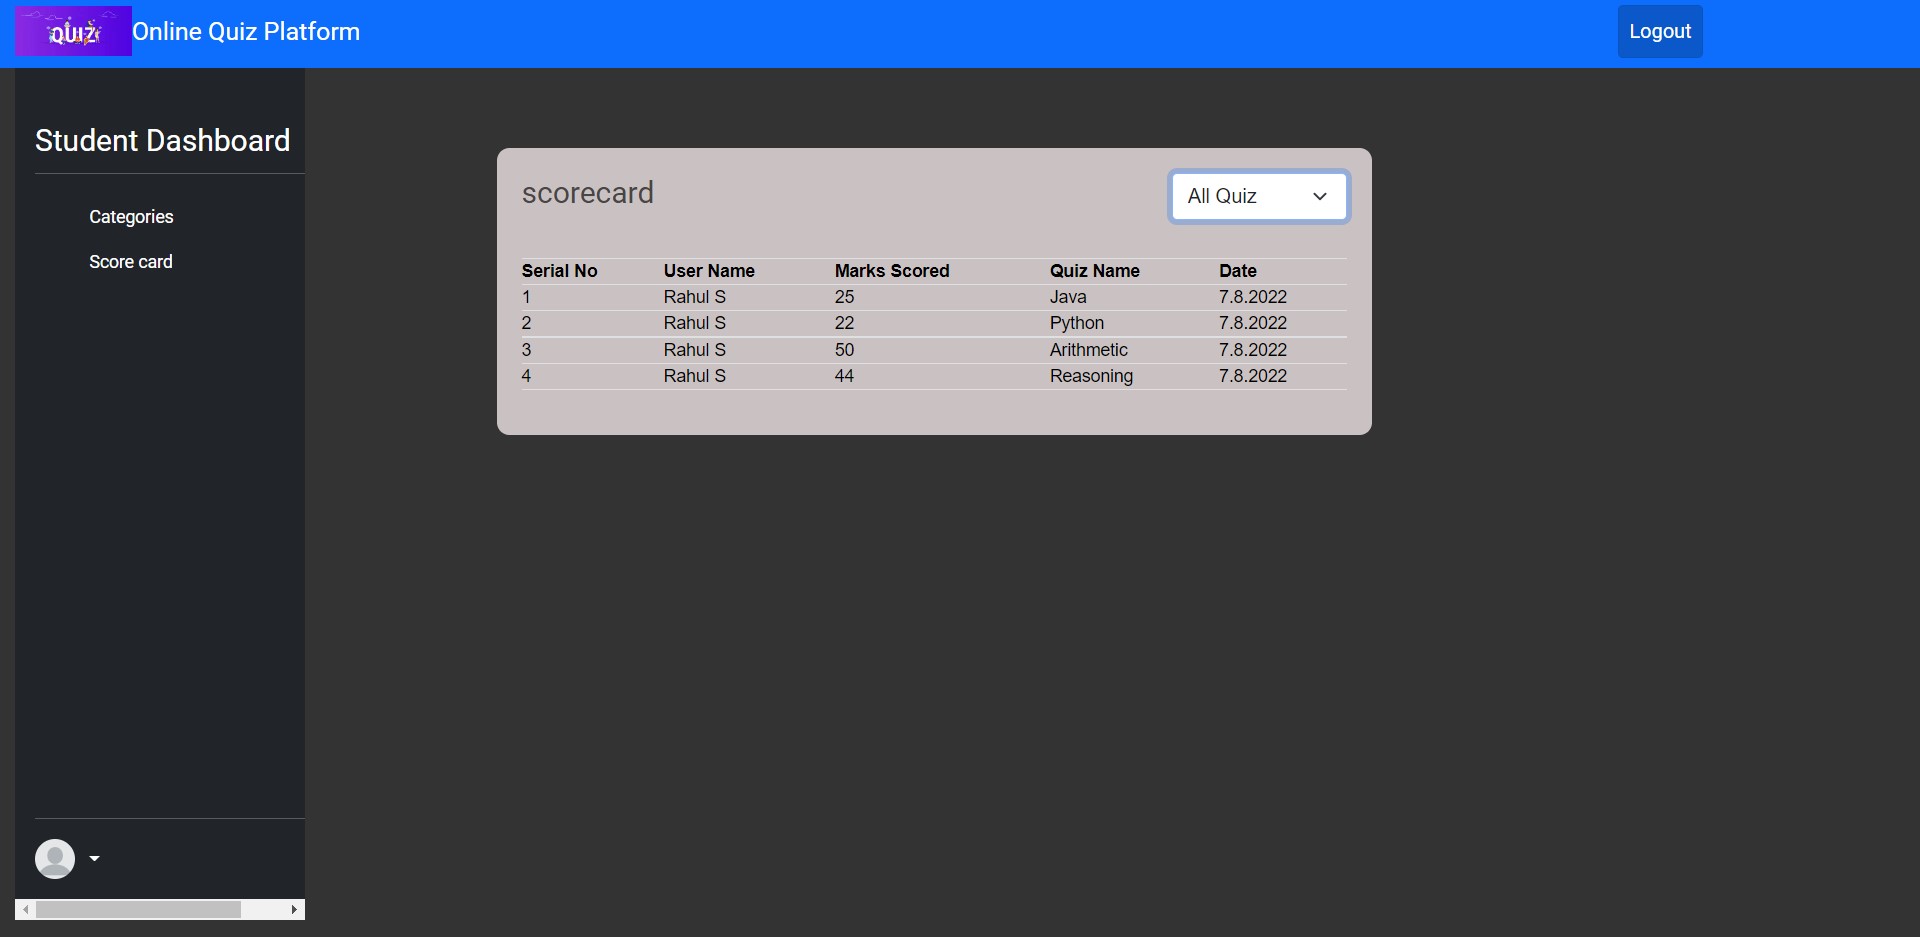 QUIZ Online Quiz Platform Logout
Student Dashboard
Categories
Score card
scorecard All Quiz
Serial No User Name Marks Scored Quiz Name Date
1 Rahul S 25 Java 7.8.2022
2 Rahul S 22 Python 7.8.2022
3 Rahul S 50 Arithmetic 7.8.2022
4 Rahul S 44 Reasoning 7.8.2022